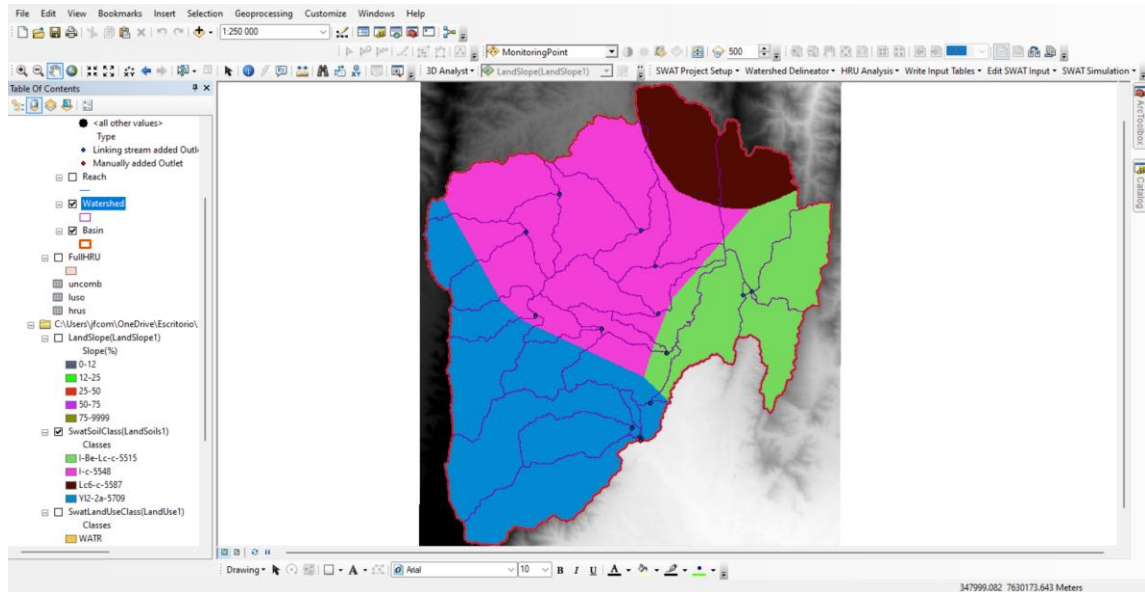 File Edit View Bookmarks Insert Selection Geoprocessing Customize Windows Help
1:250 000
MonitoringPoint 500
3D Analyst LandSlope(LandSlope1) SWAT Project Setup Watershed Delineator HRU Analysis Write Input Tables Edit SWAT Input SWAT Simulation
Table Of Contents
<all other values>
Type
Linking stream added Outl
Manually added Outlet
Reach
Watershed
Basin
FullHRU
uncomb
luso
hrus
C:\Users\jfcom\OneDrive\Escritorio\
LandSlope(LandSlope1)
Slope(%)
0-12
12-25
25-50
50-75
75-9999
SwatSoilClass(LandSoils1)
Classes
I-Be-Lc-c-5515
I-c-5548
Lc6-c-5587
Yl2-2a-5709
SwatLandUseClass(LandUse1)
Classes
WATR
ArcToolbox
Catalog
Drawing A Arial 10 B I U A
347999.082 7630173.643 Meters